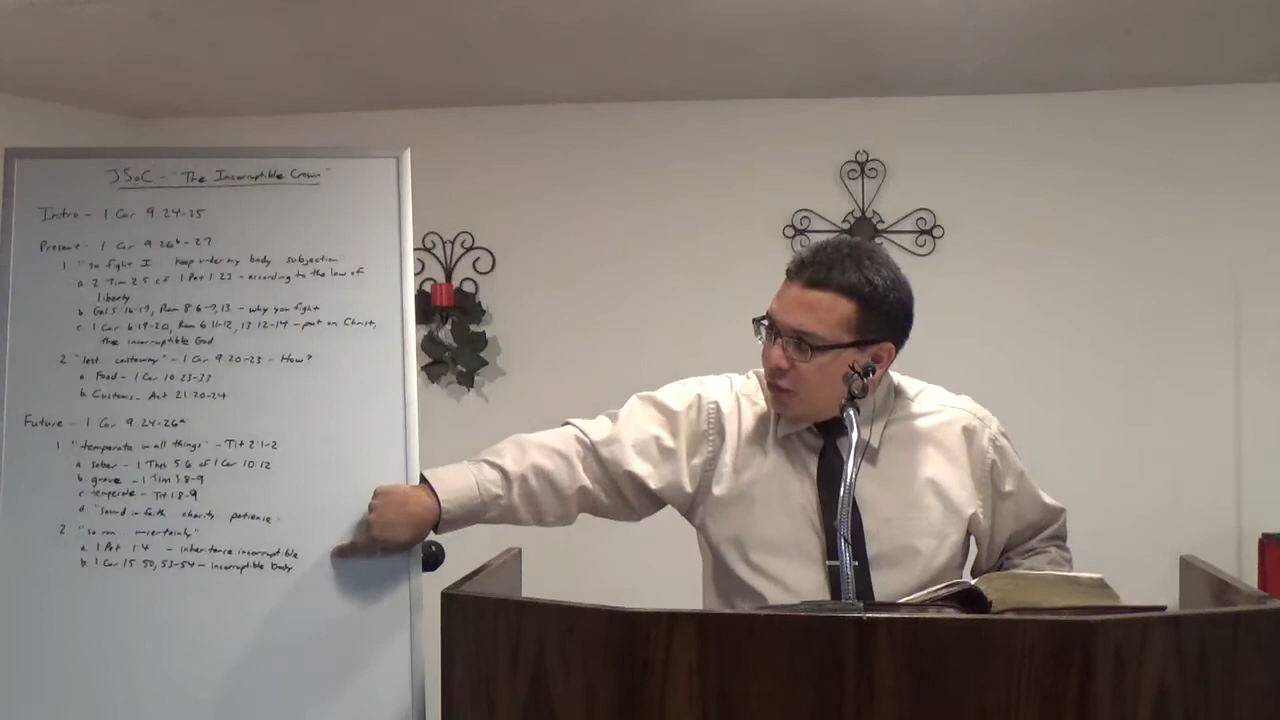 JSoC - "The Incorruptible Crown"
Intro - 1 Cor 9.24-25
Present - 1 Cor 9.26b-27
1. "so fight I keep under my body subjection
a. 2 Tim 2.5 cf 1 Pet 1.23 - according to the law of
liberty
b. Gal 5.16-17, Rom 8.6-7, 13 - why you fight
c. 1 Cor 6.19-20, Rom 6.11-12, 13.12-14 - put on Christ,
the incorruptible God
2. "lest castaway" - 1 Cor 9.20-23 - How?
a. Food - 1 Cor 10.23-33
b. Customs - Act 21.20-24
Future - 1 Cor 9.24-26a
1. "temperate in all things" - Tit 2.1-2
a. sober - 1 Thes 5.6 cf 1 Cor 10.12
b. grave - 1 Tim 3.8-9
c. temperate - Tit 1.8-9
d. "sound in faith charity patience"
2. "so run uncertainly"
a. 1 Pet 1.4 - inheritance incorruptible
b. 1 Cor 15.50, 53-54 - incorruptible body